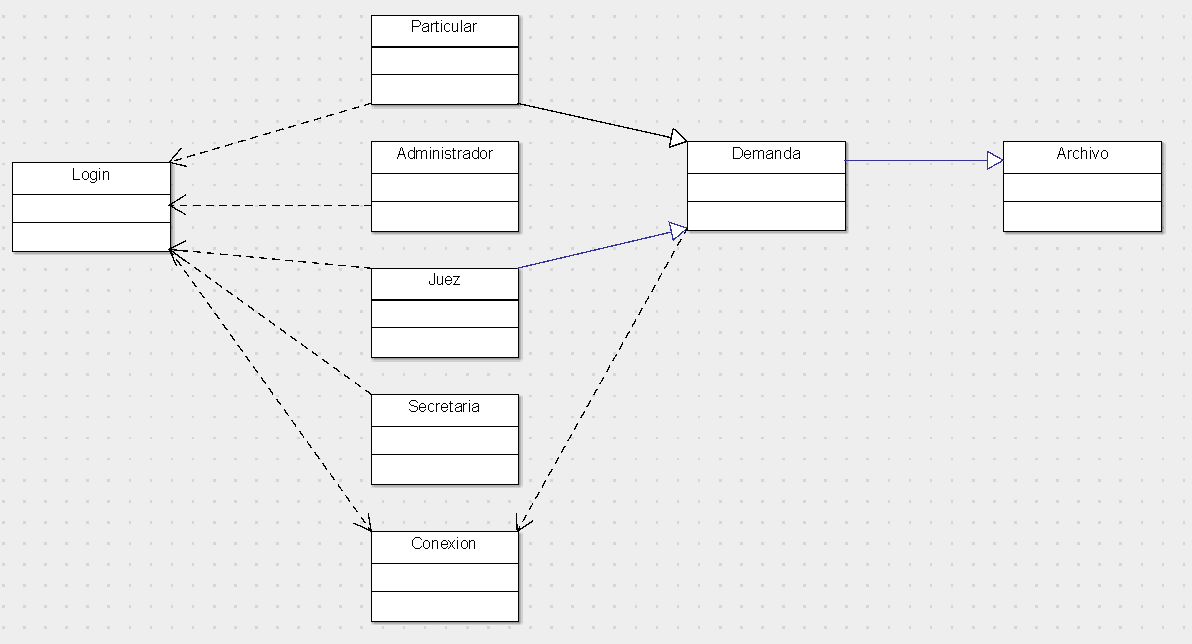 Particular
Administrador
Login
Demanda
Archivo
Juez
Secretaria
Conexion